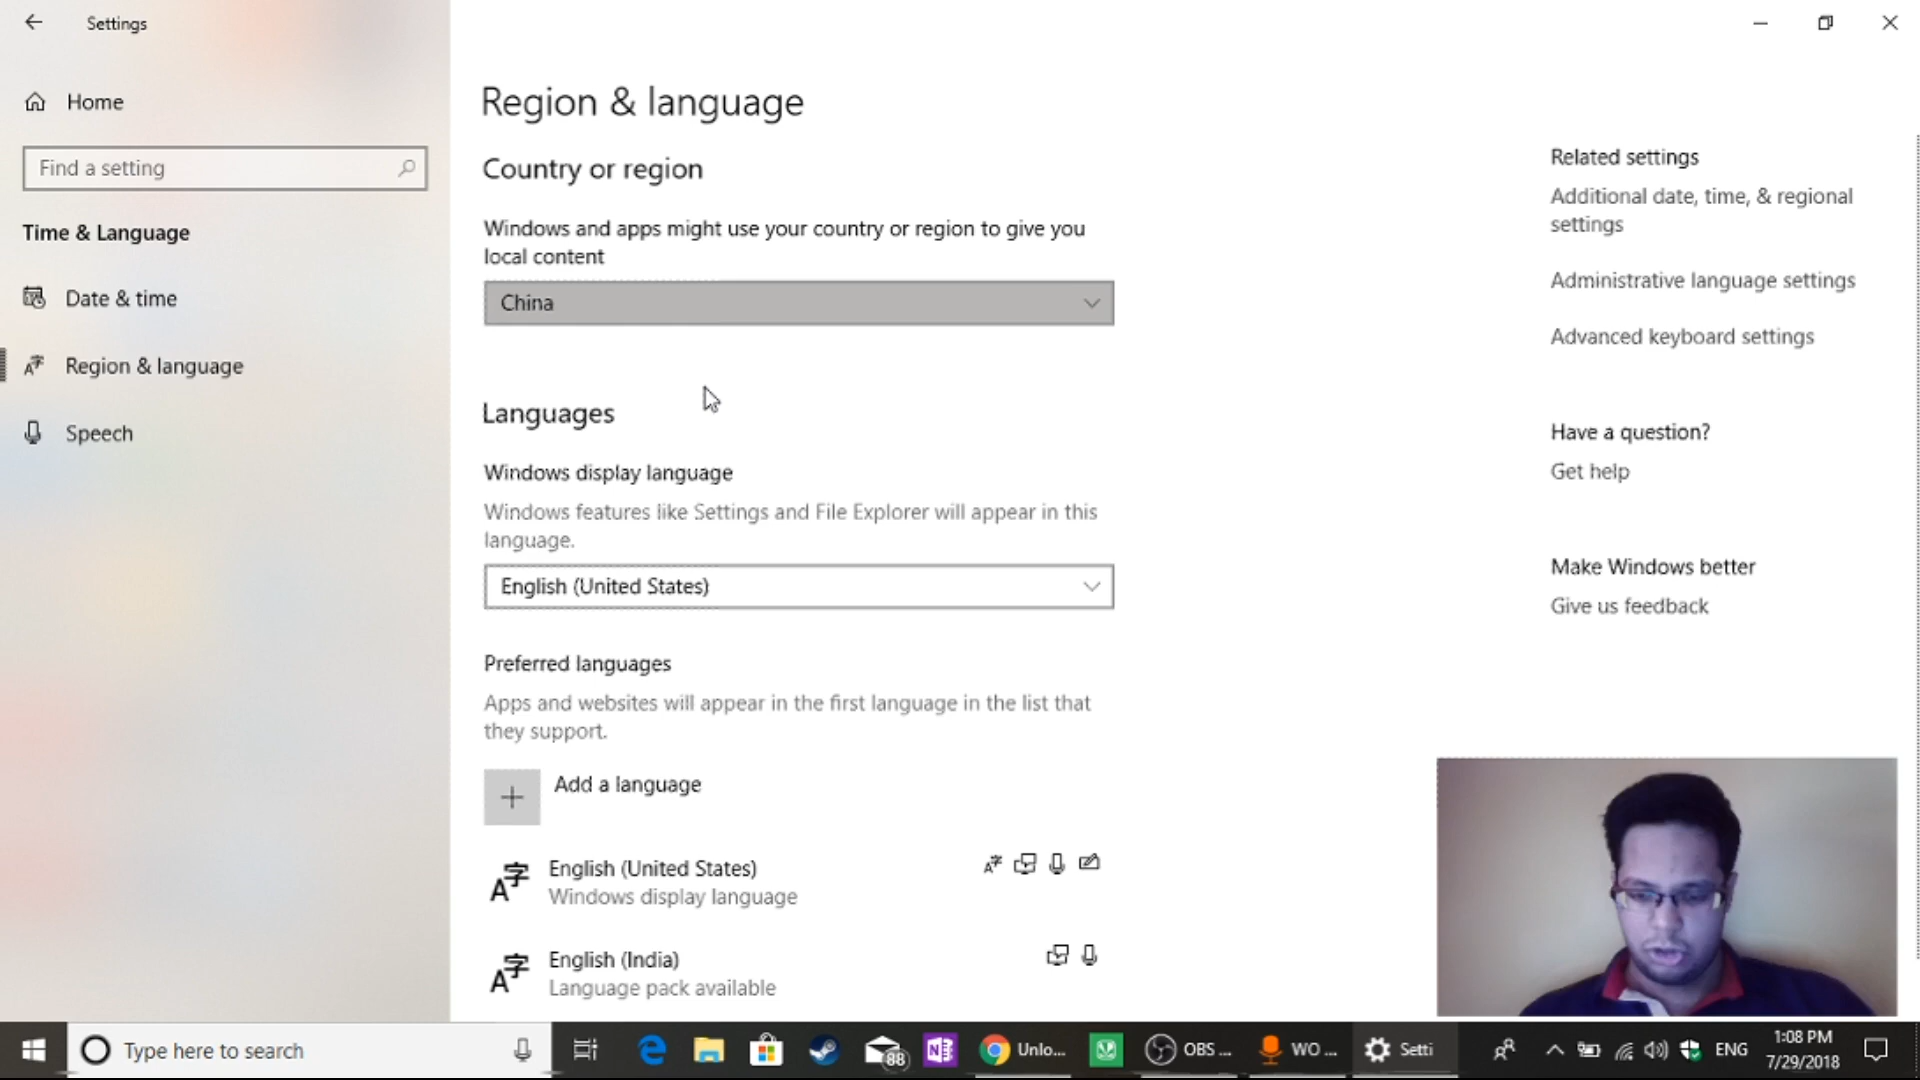 Settings
Home
Find a setting
Time & Language
Date & time
Region & language
Speech
Region & language
Country or region
Windows and apps might use your country or region to give you
local content
China
Languages
Windows display language
Windows features like Settings and File Explorer will appear in this
language.
English (United States)
Preferred languages
Apps and websites will appear in the first language in the list that
they support.
Add a language
English (United States)
Windows display language
English (India)
Language pack available
Related settings
Additional date, time, & regional
settings
Administrative language settings
Advanced keyboard settings
Have a question?
Get help
Make Windows better
Give us feedback
Type here to search
88
Unlo...
OBS ...
WO ...
Setti
ENG
1:08 PM
7/29/2018